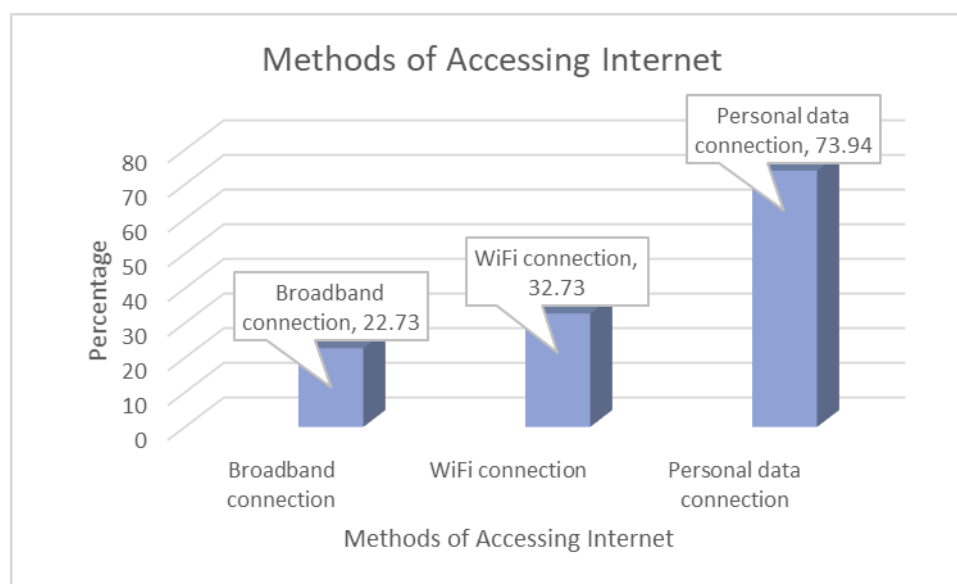 Methods of Accessing Internet
Personal data
connection, 73.94
WiFi connection,
32.73
Broadband
connection, 22.73
Percentage
80
70
60
50
40
30
20
10
0
Broadband
connection
WiFi connection
Personal data
connection
Methods of Accessing Internet